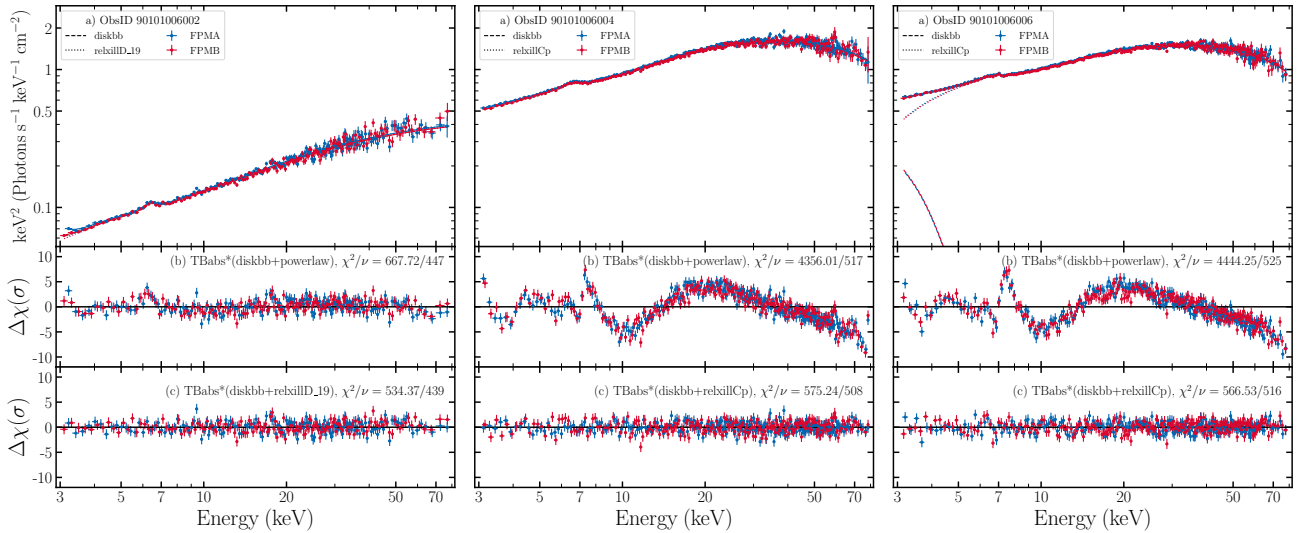 a) ObsID 90101006002
diskbb
relxillD_19
FPMA
FPMB
a) ObsID 90101006004
diskbb
relxillCp
FPMA
FPMB
a) ObsID 90101006006
diskbb
relxillCp
FPMA
FPMB
2
1
0.5
0.1
keV² (Photons s⁻¹ keV⁻¹ cm⁻²)
(b) TBabs*(diskbb+powerlaw), χ²/ν = 667.72/447
(b) TBabs*(diskbb+powerlaw), χ²/ν = 4356.01/517
(b) TBabs*(diskbb+powerlaw), χ²/ν = 4444.25/525
10
5
0
-5
-10
Δχ(σ)
(c) TBabs*(diskbb+relxillD_19), χ²/ν = 534.37/439
(c) TBabs*(diskbb+relxillCp), χ²/ν = 575.24/508
(c) TBabs*(diskbb+relxillCp), χ²/ν = 566.53/516
10
5
0
-5
-10
Δχ(σ)
3 5 7 10 20 50 70
3 5 7 10 20 50 70
3 5 7 10 20 50 70
Energy (keV)
Energy (keV)
Energy (keV)